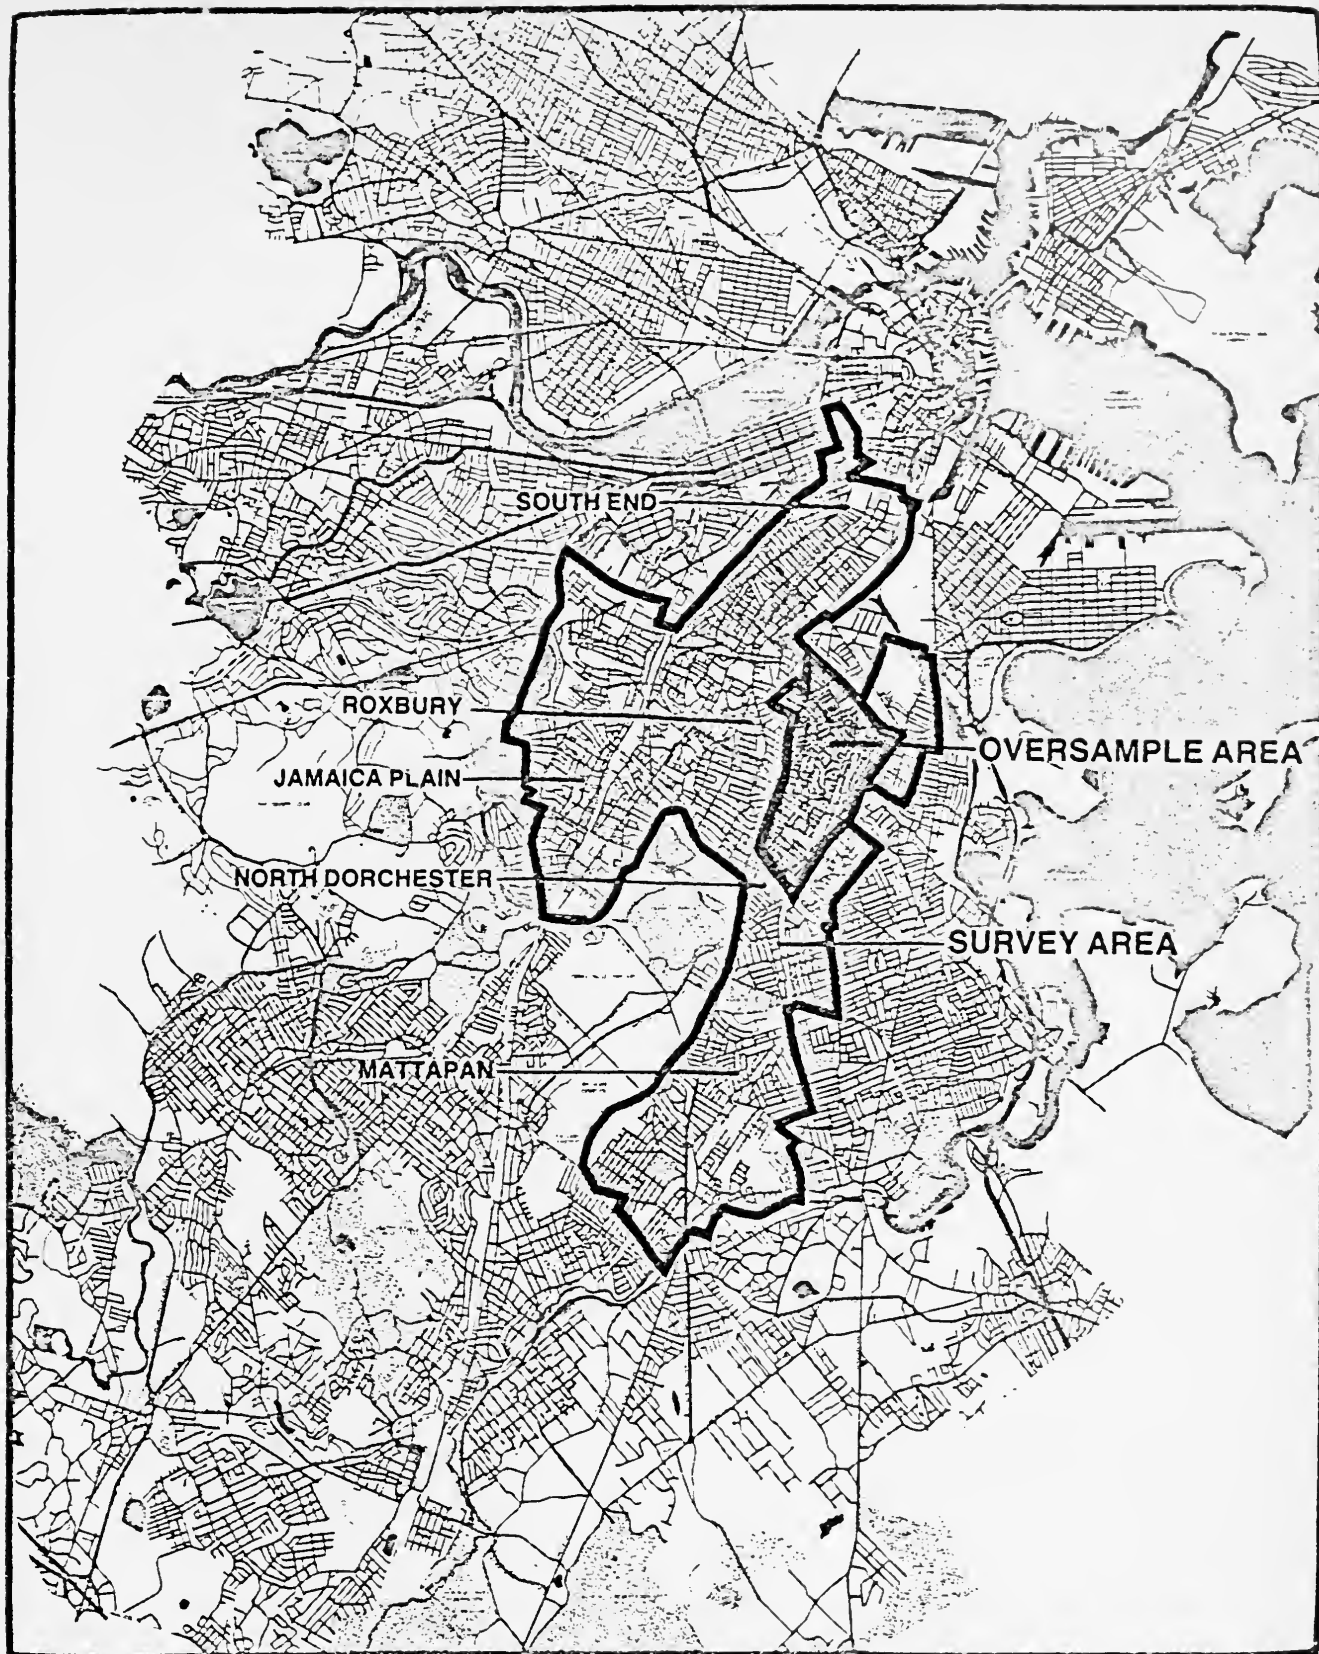 SOUTH END
ROXBURY
OVERSAMPLE AREA
JAMAICA PLAIN
NORTH DORCHESTER
SURVEY AREA
MATTAPAN